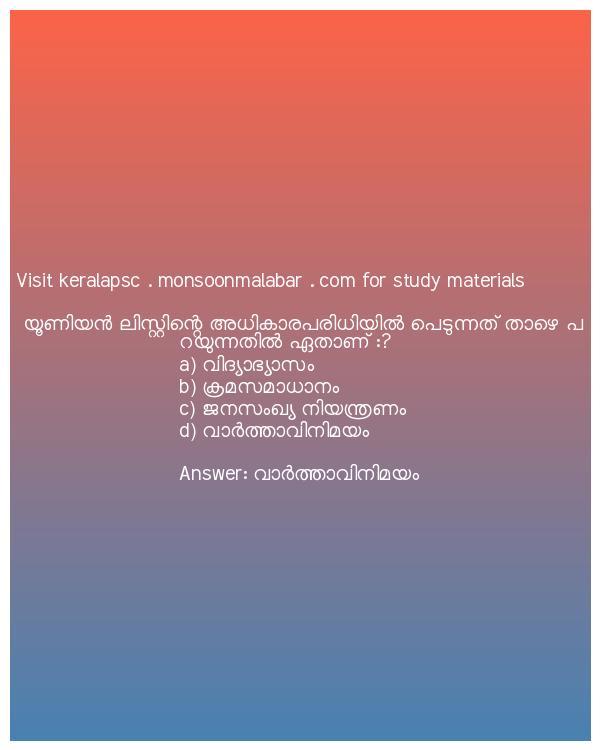 Visit keralapsc . monsoonmalabar . com for study materials
യൂണിയൻ ലിസ്റ്റിന്റെ അധികാരപരിധിയിൽ പെടുന്നത് താഴെ പ
റയുന്നതിൽ ഏതാണ് :?
a) വിദ്യാഭ്യാസം
b) ക്രമസമാധാനം
c) ജനസംഖ്യ നിയന്ത്രണം
d) വാർത്താവിനിമയം
Answer: വാർത്താവിനിമയം